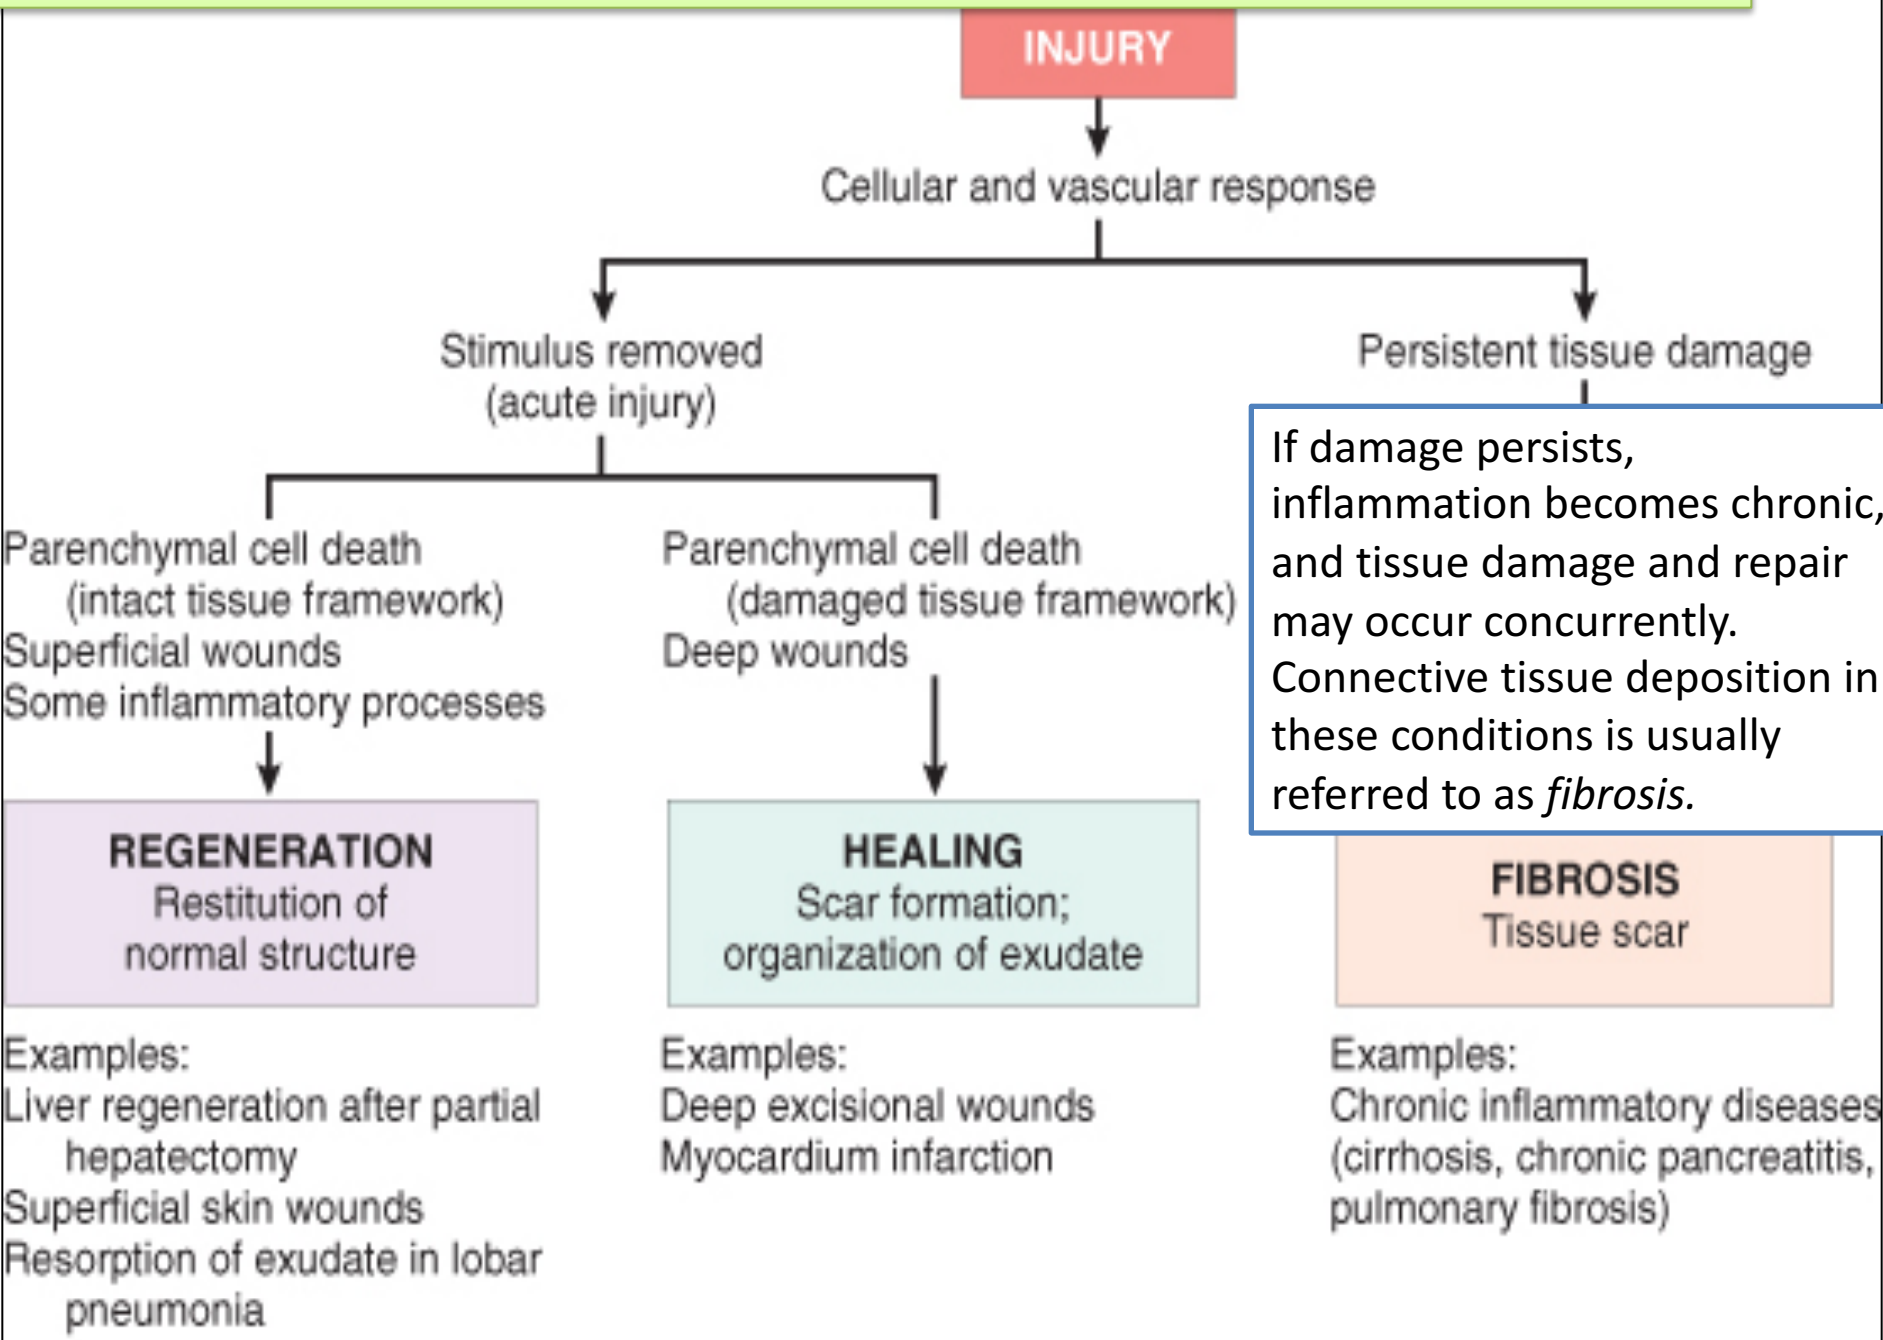 INJURY
Cellular and vascular response
Stimulus removed
(acute injury)
Persistent tissue damage
Parenchymal cell death
(intact tissue framework)
Superficial wounds
Some inflammatory processes
Parenchymal cell death
(damaged tissue framework)
Deep wounds
If damage persists,
inflammation becomes chronic,
and tissue damage and repair
may occur concurrently.
Connective tissue deposition in
these conditions is usually
referred to as fibrosis.
REGENERATION
Restitution of
normal structure
HEALING
Scar formation;
organization of exudate
FIBROSIS
Tissue scar
Examples:
Liver regeneration after partial
hepatectomy
Superficial skin wounds
Resorption of exudate in lobar
pneumonia
Examples:
Deep excisional wounds
Myocardium infarction
Examples:
Chronic inflammatory diseases
(cirrhosis, chronic pancreatitis,
pulmonary fibrosis)